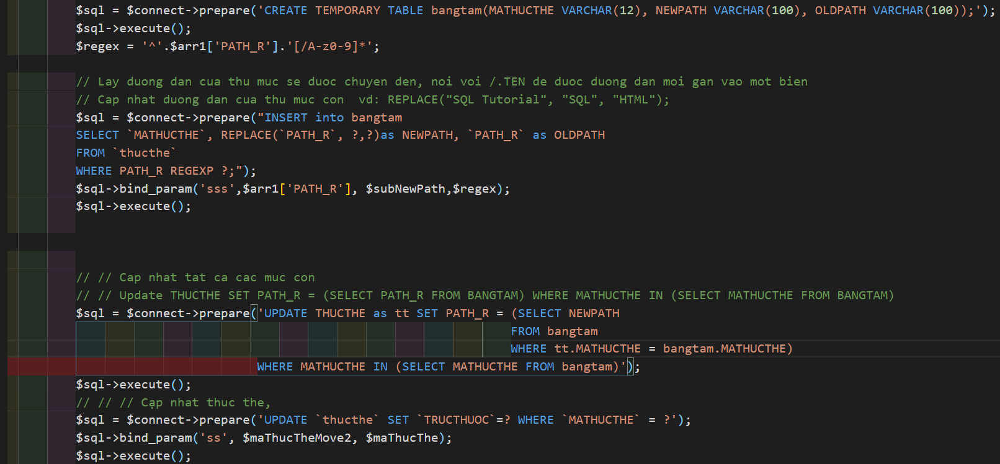 $sql = $connect->prepare('CREATE TEMPORARY TABLE bangtam(MATHUCTHE VARCHAR(12), NEWPATH VARCHAR(100), OLDPATH VARCHAR(100));');
$sql->execute();
$regex = '^'.$arr1['PATH_R'].'[/A-z0-9]*';
// Lay duong dan cua thu muc se duoc chuyen den, noi voi /.TEN de duoc duong dan moi gan vao mot bien
// Cap nhat duong dan cua thu muc con  vd: REPLACE("SQL Tutorial", "SQL", "HTML");
$sql = $connect->prepare("INSERT into bangtam
SELECT `MATHUCTHE`, REPLACE(`PATH_R`, ?,?)as NEWPATH, `PATH_R` as OLDPATH
FROM `thucthe`
WHERE PATH_R REGEXP ?;");
$sql->bind_param('sss',$arr1['PATH_R'], $subNewPath,$regex);
$sql->execute();
// // Cap nhat tat ca cac muc con
// // Update THUCTHE SET PATH_R = (SELECT PATH_R FROM BANGTAM) WHERE MATHUCTHE IN (SELECT MATHUCTHE FROM BANGTAM)
$sql = $connect->prepare('UPDATE THUCTHE as tt SET PATH_R = (SELECT NEWPATH
FROM bangtam
WHERE tt.MATHUCTHE = bangtam.MATHUCTHE)
WHERE MATHUCTHE IN (SELECT MATHUCTHE FROM bangtam)');
$sql->execute();
// // // Cạp nhat thuc the,
$sql = $connect->prepare('UPDATE `thucthe` SET `TRUCTHUOC`=? WHERE `MATHUCTHE` = ?');
$sql->bind_param('ss', $maThucTheMove2, $maThucThe);
$sql->execute();